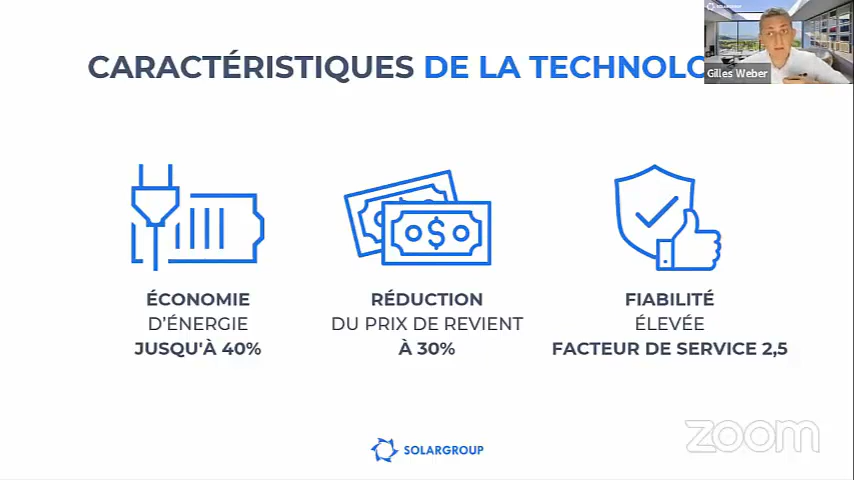 SOLARGROUP
CARACTÉRISTIQUES DE LA TECHNOLO
Gilles Weber
ÉCONOMIE
D'ÉNERGIE
JUSQU'À 40%
RÉDUCTION
DU PRIX DE REVIENT
À 30%
FIABILITÉ
ÉLEVÉE
FACTEUR DE SERVICE 2,5
SOLARGROUP
zoom